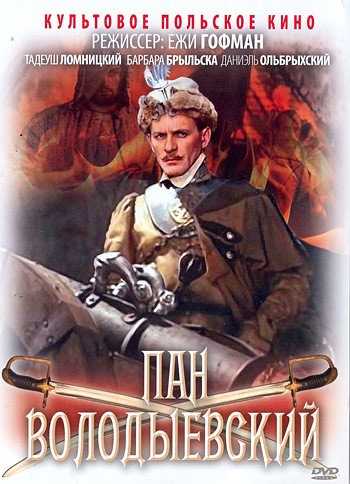 КУЛЬТОВОЕ ПОЛЬСКОЕ КИНО
РЕЖИССЕР: ЕЖИ ГОФМАН
ТАДЕУШ ЛОМНИЦКИЙ БАРБАРА БРЫЛЬСКА ДАНИЭЛЬ ОЛЬБРЫХСКИЙ
ПАН
ВОЛОДЫЕВСКИЙ
DVD